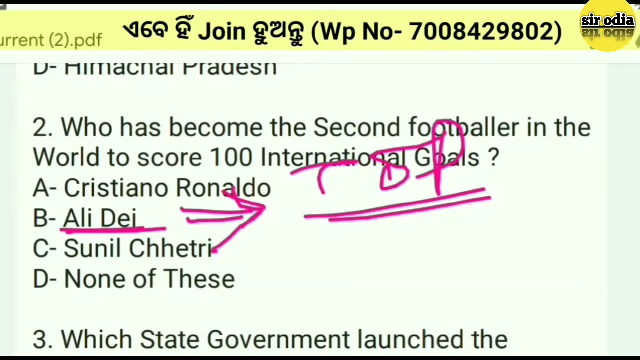 ଏବେ ହିଁ Join ହୁଅନ୍ତୁ (Wp No- 7008429802)
sir odia
urrent (2).pdf
D- Himachal Pradesh
2. Who has become the Second footballer in the
World to score 100 International Goals ?
TOP
A- Cristiano Ronaldo
B- Ali Dei
C- Sunil Chhetri
D- None of These
3. Which State Government launched the